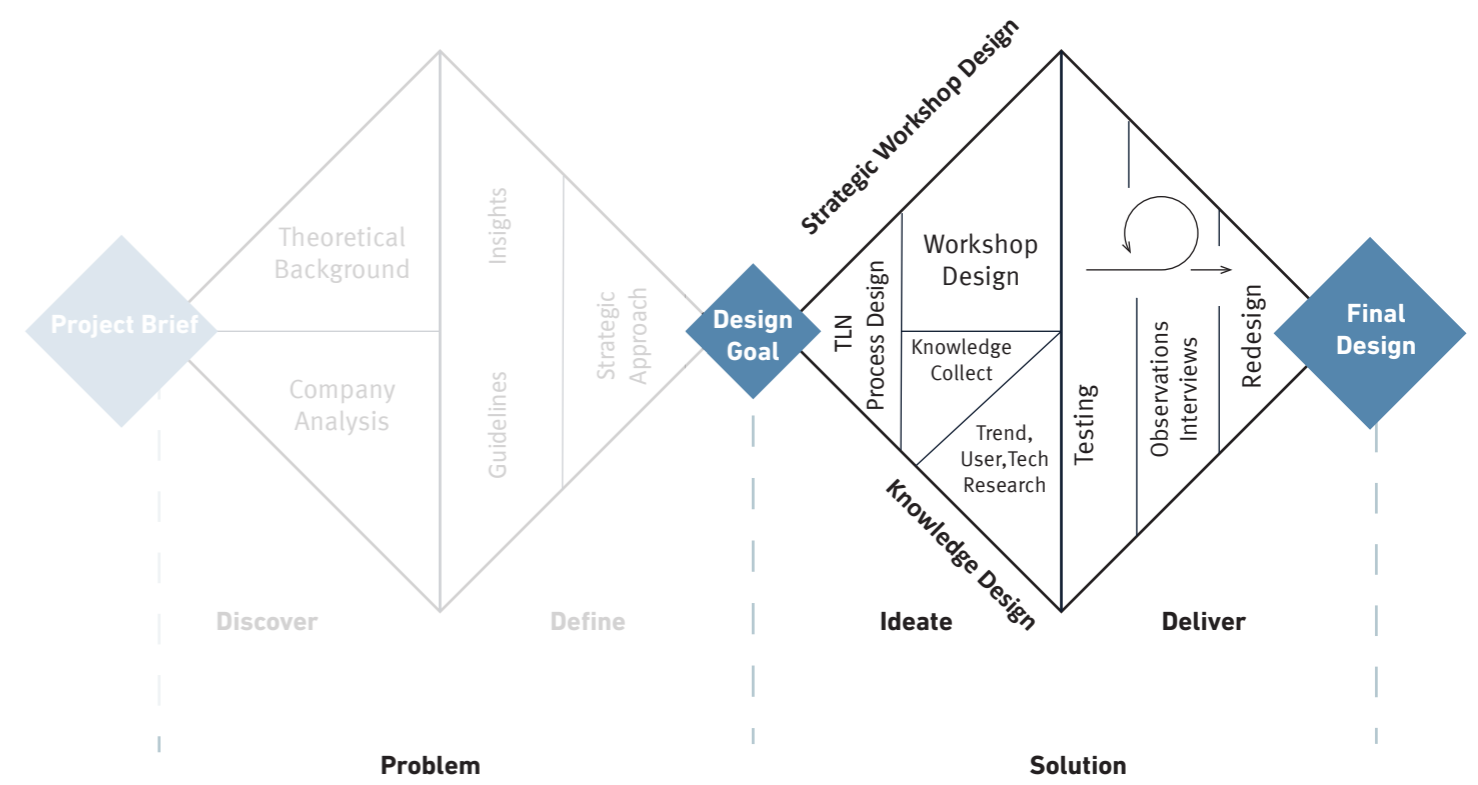 Project Brief
Theoretical
Background
Company
Analysis
Insights
Guidelines
Strategic
Approach
Design
Goal
Strategic Workshop Design
TLN
Process Design
Workshop
Design
Knowledge
Collect
Trend,
User,Tech
Research
Knowledge Design
Testing
Observations
Interviews
Redesign
Final
Design
Discover
Define
Ideate
Deliver
Problem
Solution